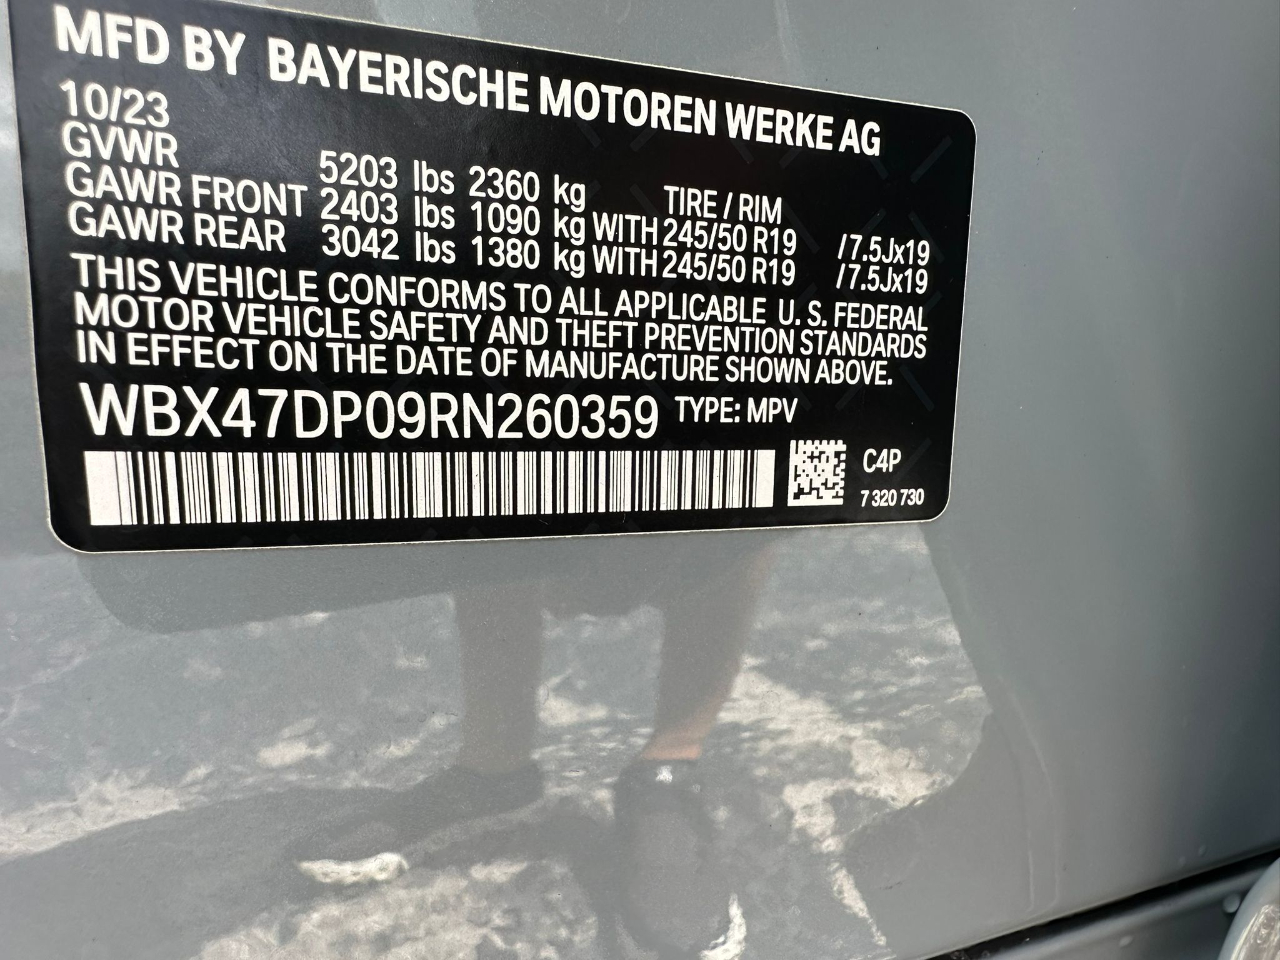 MFD BY BAYERISCHE MOTOREN WERKE AG
10/23
GVWR 5203 lbs 2360 kg TIRE / RIM
GAWR FRONT 2403 lbs 1090 kg WITH 245/50 R19 /7.5Jx19
GAWR REAR 3042 lbs 1380 kg WITH 245/50 R19 /7.5Jx19
THIS VEHICLE CONFORMS TO ALL APPLICABLE U. S. FEDERAL
MOTOR VEHICLE SAFETY AND THEFT PREVENTION STANDARDS
IN EFFECT ON THE DATE OF MANUFACTURE SHOWN ABOVE.
WBX47DP09RN260359 TYPE: MPV
C4P
7 320 730